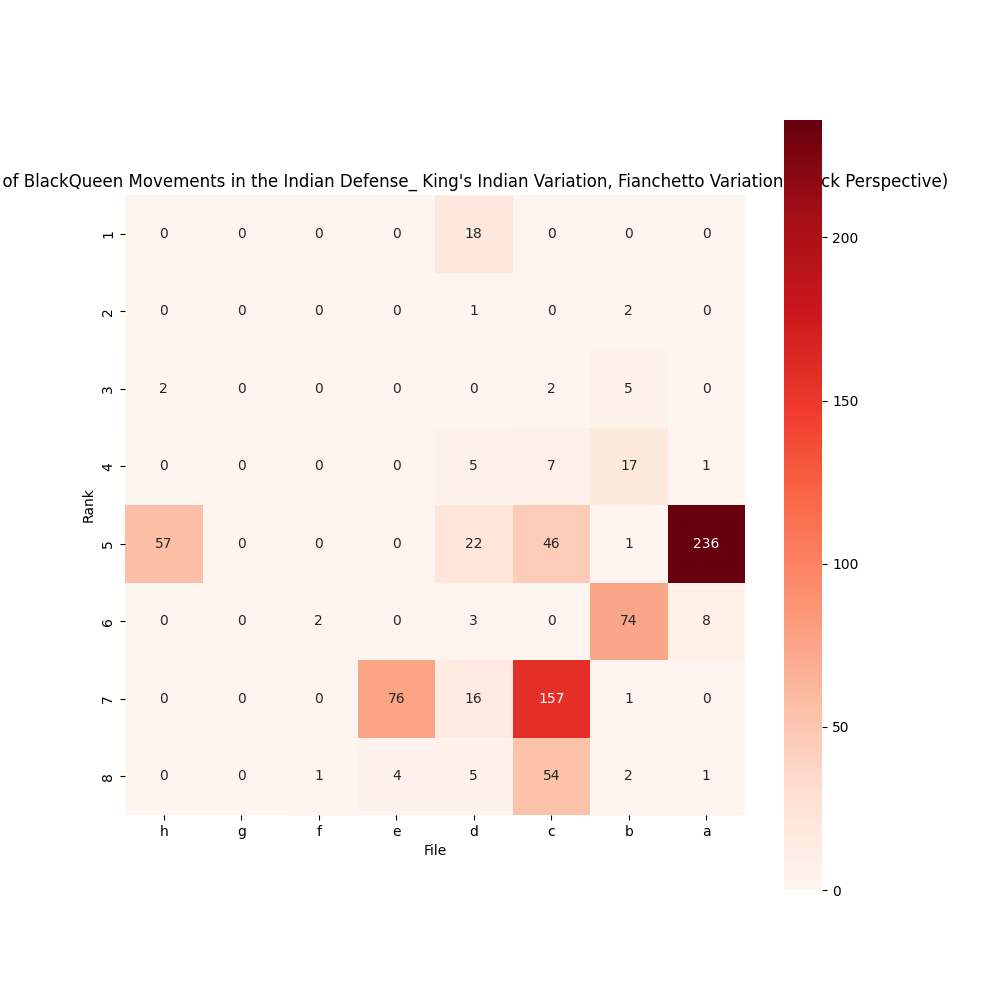 of BlackQueen Movements in the Indian Defense_ King's Indian Variation, Fianchetto Variation ck Perspective)
1 0 0 0 0 18 0 0 0
2 0 0 0 0 1 0 2 0
3 2 0 0 0 0 2 5 0
4 0 0 0 0 5 7 17 1
5 57 0 0 0 22 46 1 236
6 0 0 2 0 3 0 74 8
7 0 0 0 76 16 157 1 0
8 0 0 1 4 5 54 2 1
h g f e d c b a
File
Rank
200
150
100
50
0